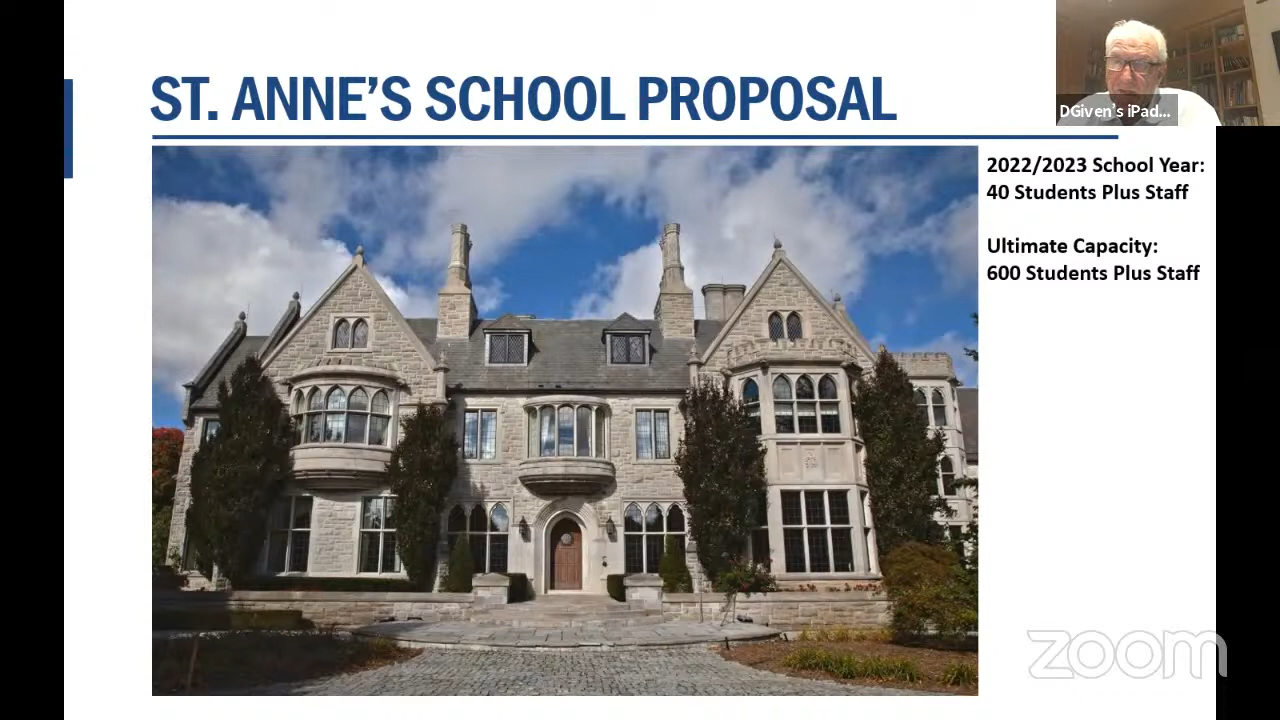 ST. ANNE’S SCHOOL PROPOSAL
DGiven's iPad...
2022/2023 School Year:
40 Students Plus Staff
Ultimate Capacity:
600 Students Plus Staff
zoom